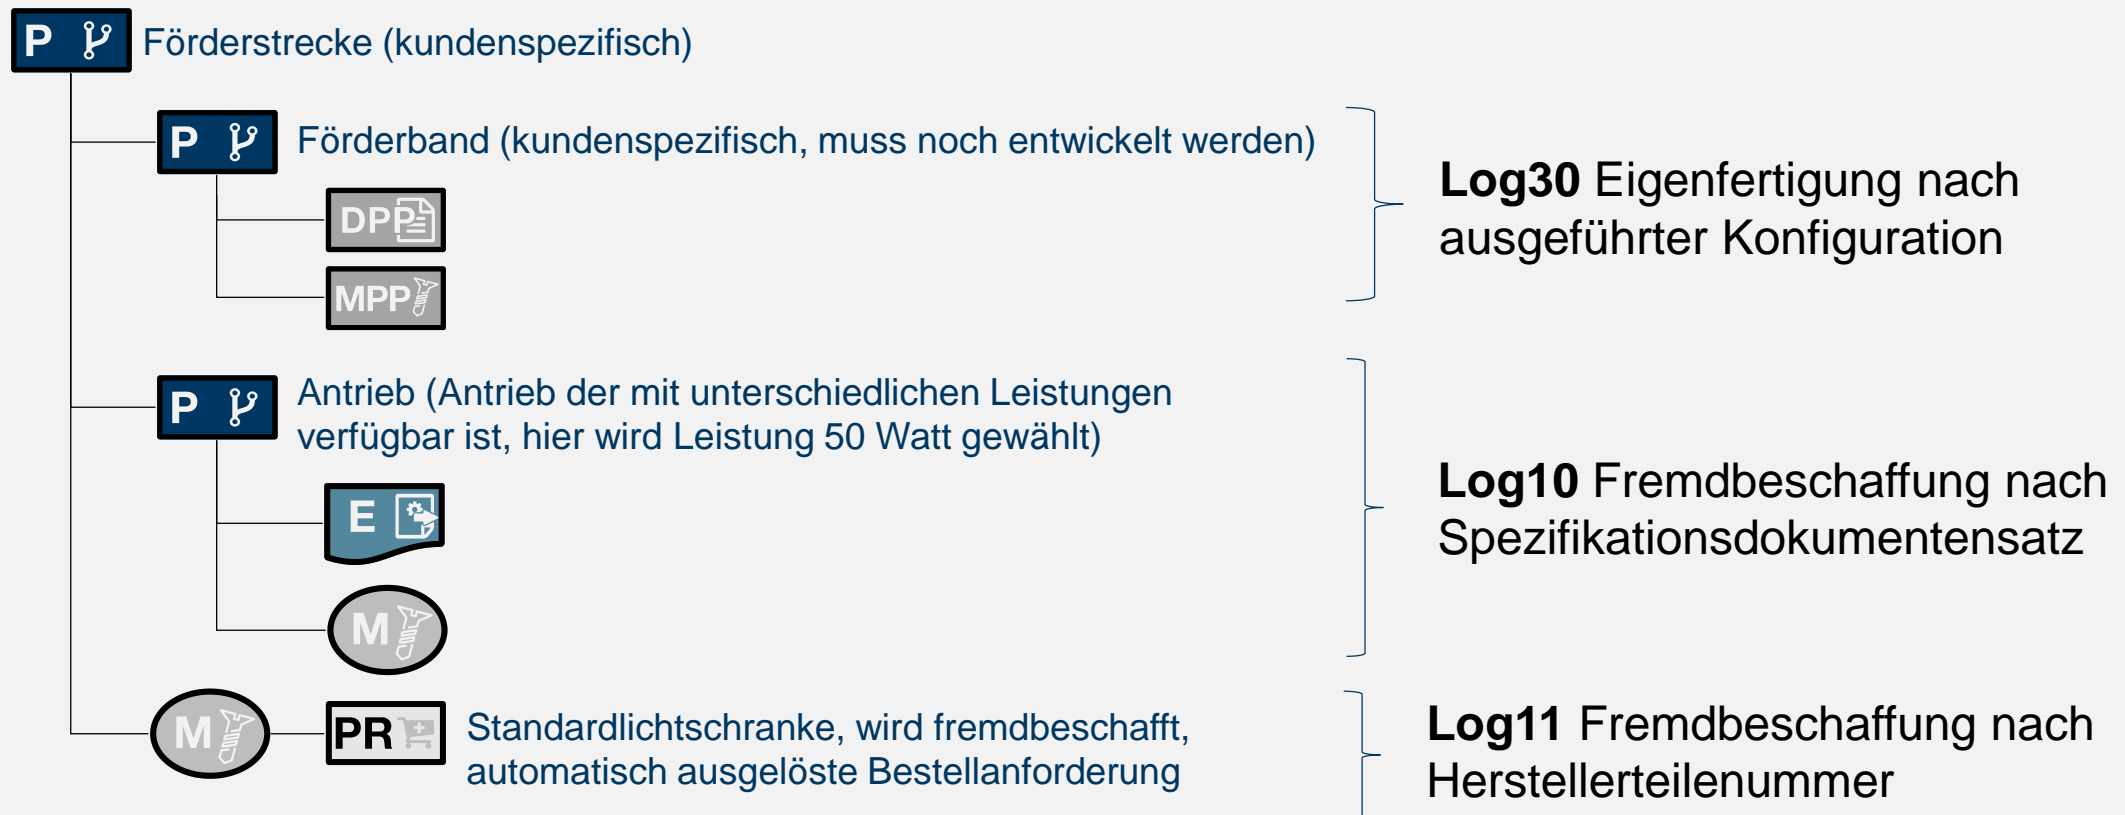 P Förderstrecke (kundenspezifisch)
P Förderband (kundenspezifisch, muss noch entwickelt werden)
DPP
MPP
Log30 Eigenfertigung nach
ausgeführter Konfiguration
P Antrieb (Antrieb der mit unterschiedlichen Leistungen
verfügbar ist, hier wird Leistung 50 Watt gewählt)
E
M
Log10 Fremdbeschaffung nach
Spezifikationsdokumentensatz
M PR Standardlichtschranke, wird fremdbeschafft,
automatisch ausgelöste Bestellanforderung
Log11 Fremdbeschaffung nach
Herstellerteilenummer